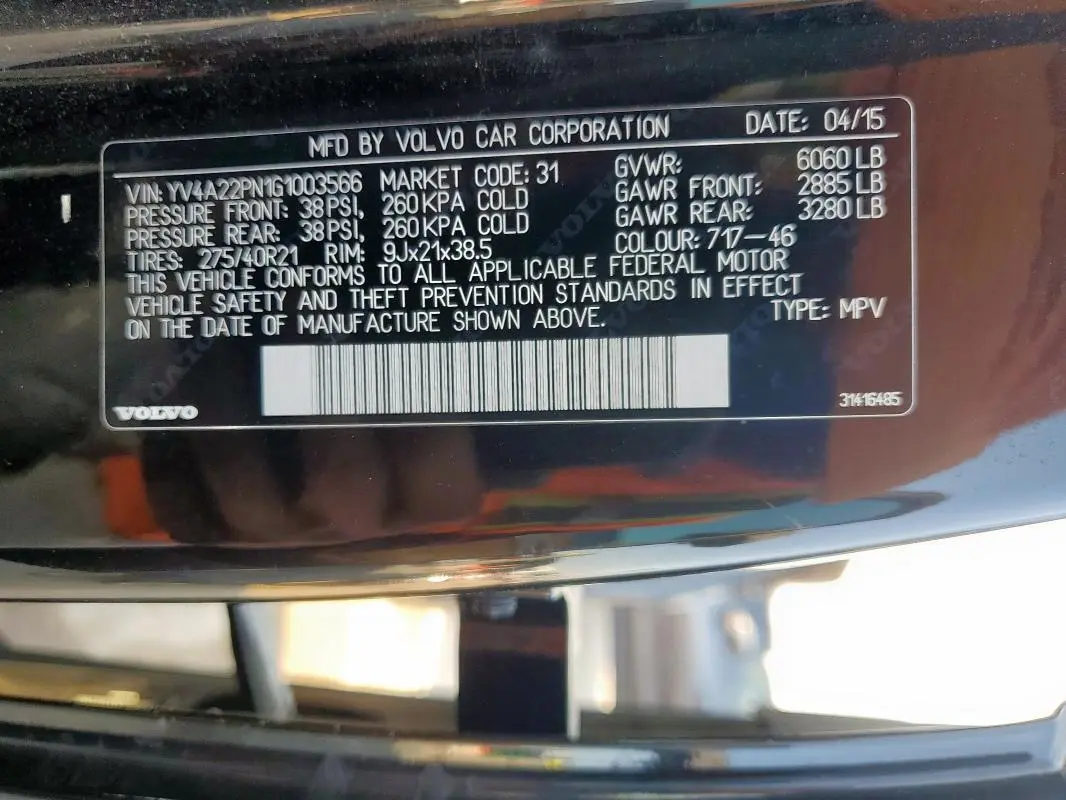 MFD BY VOLVO CAR CORPORATION DATE: 04/15
VIN: YV4A22PN1G1003566 MARKET CODE: 31 GVWR: 6060 LB
PRESSURE FRONT: 38 PSI, 260 KPA COLD GAWR FRONT: 2885 LB
PRESSURE REAR: 38 PSI, 260 KPA COLD GAWR REAR: 3280 LB
TIRES: 275/40R21 RIM: 9Jx21x38.5 COLOUR: 717-46
THIS VEHICLE CONFORMS TO ALL APPLICABLE FEDERAL MOTOR
VEHICLE SAFETY AND THEFT PREVENTION STANDARDS IN EFFECT
ON THE DATE OF MANUFACTURE SHOWN ABOVE. TYPE: MPV
VOLVO 31416485